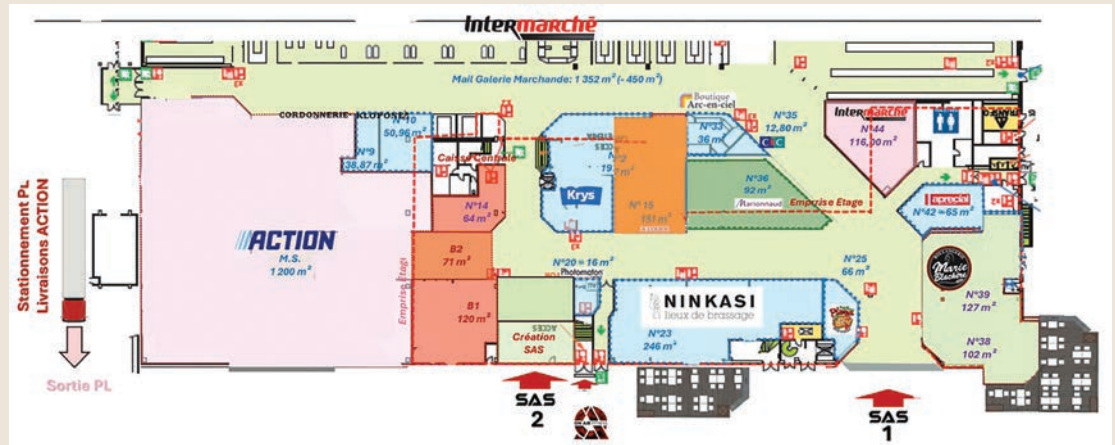 Intermarché
Mail Galerie Marchande: 1 352 m² (- 450 m²)
Boutique
Arc-en-ciel
CORDONNERIE - KLOPOBEL
N°10
50,96 m²
N°9
38,87 m²
Caisse Centrale
N°33
36 m²
N°35
12,80 m²
Intermarché
N°44
116,00 m²
Krys
N°15
151 m²
N°36
92 m²
Marionnaud
Emprise Etage
aprecial
N°42 = 65 m²
N°14
64 m²
Stationnement PL
Livraisons ACTION
ACTION
M.S.
1 200 m²
B2
71 m²
N°20 = 16 m²
Photomaton
N°25
66 m²
Marie
Blachère
Emprise Etage
B1
120 m²
ACCES
Création
SAS
NINKASI
lieux de brassage
N°23
246 m²
N°39
127 m²
N°38
102 m²
Sortie PL
SAS
2
SAS
1